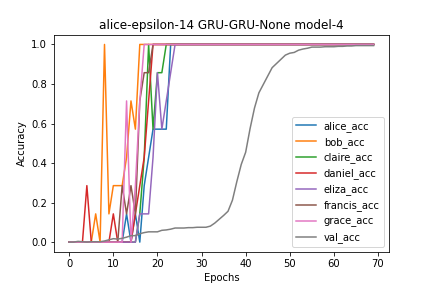 alice-epsilon-14 GRU-GRU-None model-4
1.0
0.8
0.6
0.4
0.2
0.0
Accuracy
alice_acc
bob_acc
claire_acc
daniel_acc
eliza_acc
francis_acc
grace_acc
val_acc
0 10 20 30 40 50 60 70
Epochs